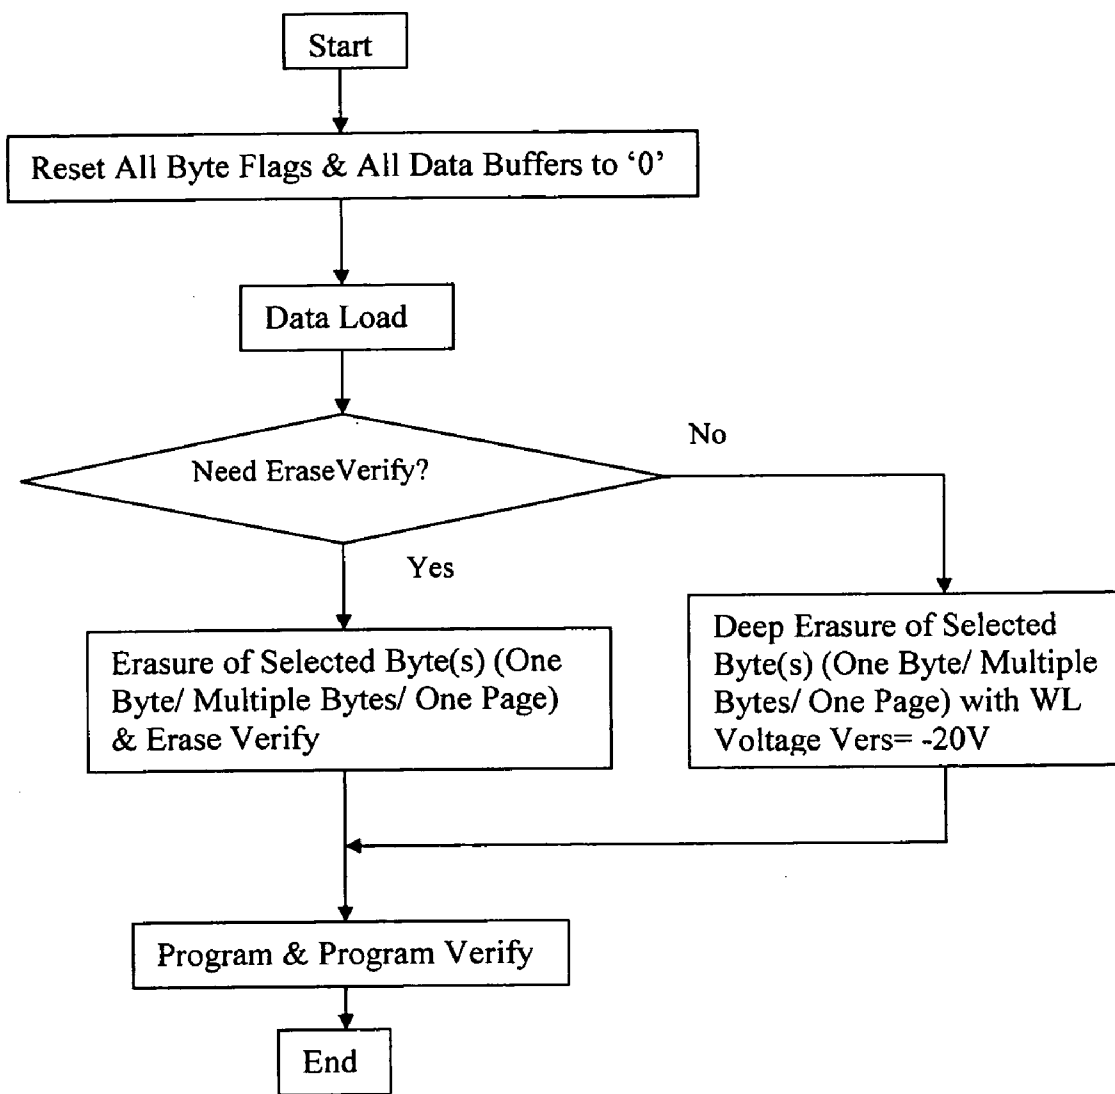 Start
Reset All Byte Flags & All Data Buffers to ‘0’
Data Load
Need EraseVerify?
No
Yes
Erasure of Selected Byte(s) (One
Byte/ Multiple Bytes/ One Page)
& Erase Verify
Deep Erasure of Selected
Byte(s) (One Byte/ Multiple
Bytes/ One Page) with WL
Voltage Vers= -20V
Program & Program Verify
End